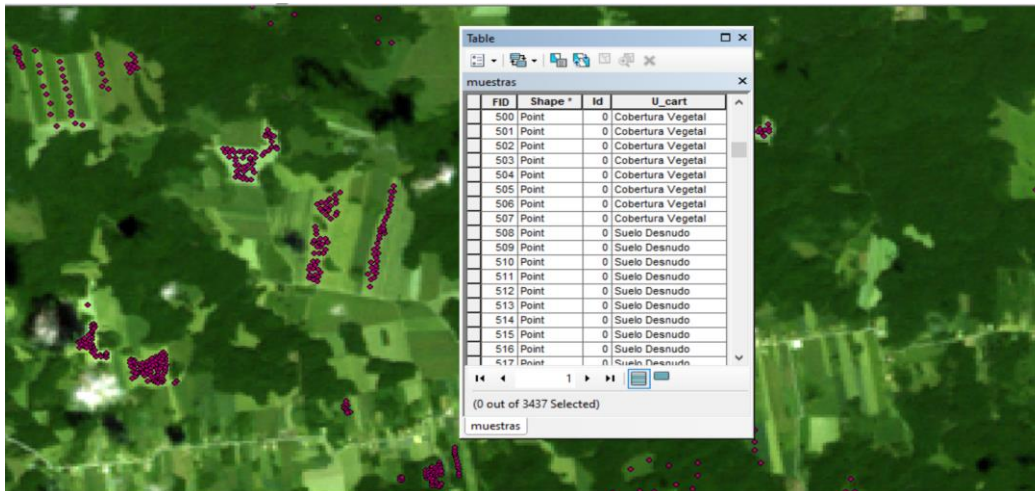 Table
muestras
FID Shape * Id U_cart
500 Point 0 Cobertura Vegetal
501 Point 0 Cobertura Vegetal
502 Point 0 Cobertura Vegetal
503 Point 0 Cobertura Vegetal
504 Point 0 Cobertura Vegetal
505 Point 0 Cobertura Vegetal
506 Point 0 Cobertura Vegetal
507 Point 0 Cobertura Vegetal
508 Point 0 Suelo Desnudo
509 Point 0 Suelo Desnudo
510 Point 0 Suelo Desnudo
511 Point 0 Suelo Desnudo
512 Point 0 Suelo Desnudo
513 Point 0 Suelo Desnudo
514 Point 0 Suelo Desnudo
515 Point 0 Suelo Desnudo
516 Point 0 Suelo Desnudo
517 Point 0 Suelo Desnudo
1
(0 out of 3437 Selected)
muestras